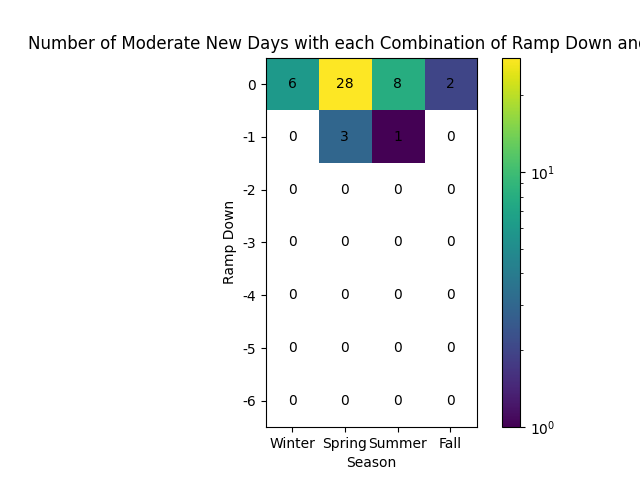 Number of Moderate New Days with each Combination of Ramp Down and
0 6 28 8 2
-1 0 3 1 0
-2 0 0 0 0
-3 0 0 0 0
-4 0 0 0 0
-5 0 0 0 0
-6 0 0 0 0
Ramp Down
Winter Spring Summer Fall
Season
10¹
10⁰